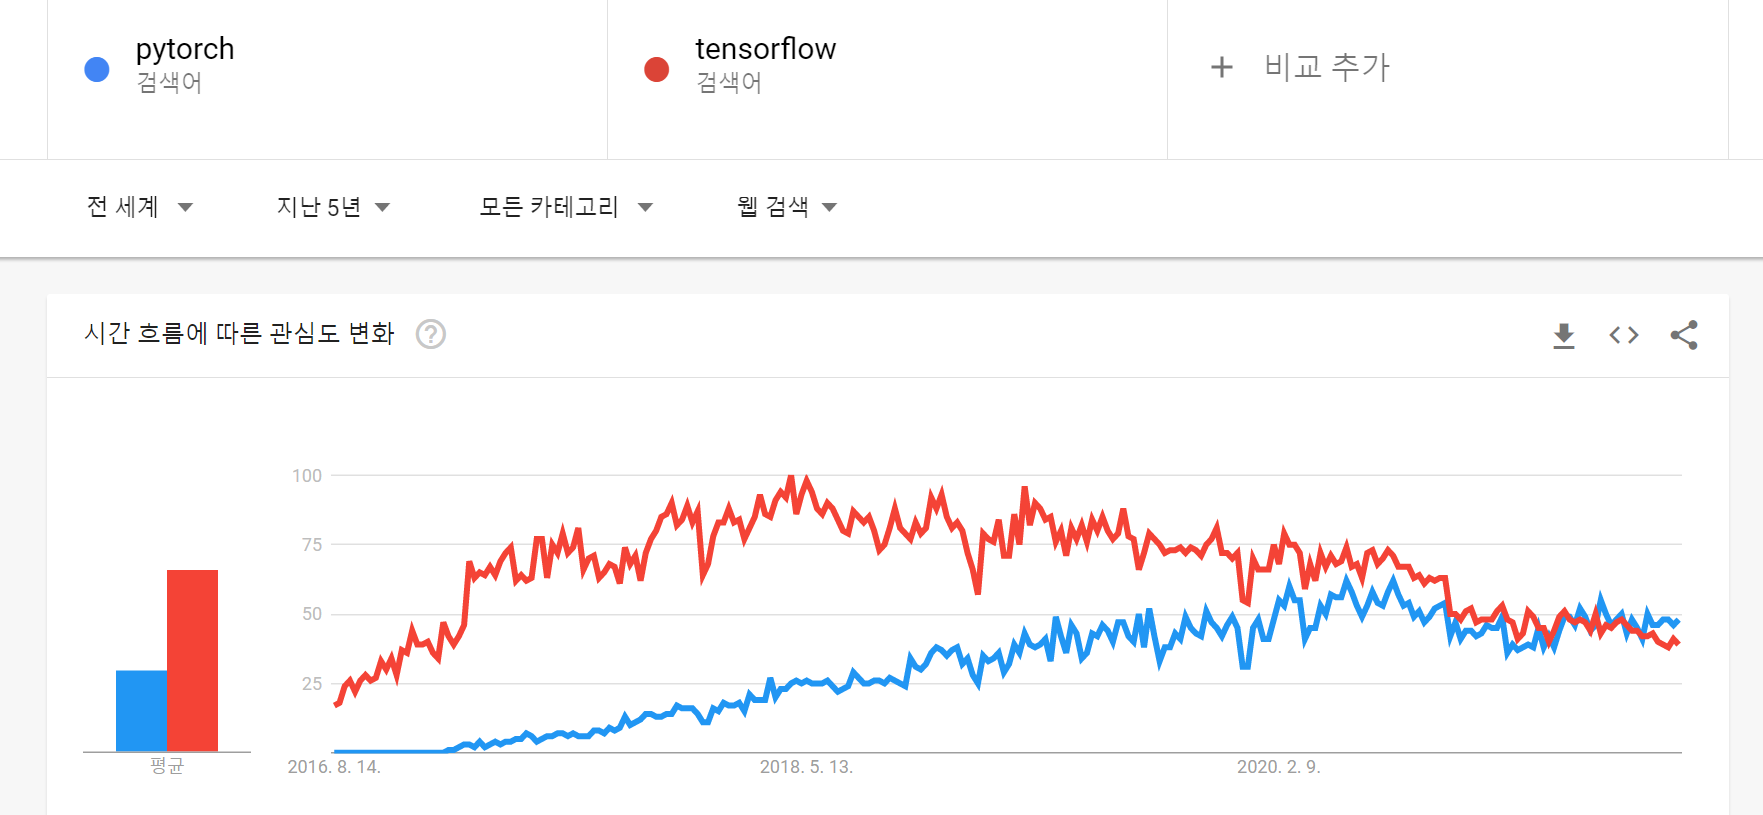 pytorch
검색어
tensorflow
검색어
+ 비교 추가
전 세계
지난 5년
모든 카테고리
웹 검색
시간 흐름에 따른 관심도 변화 ?
100
75
50
25
평균
2016. 8. 14.
2018. 5. 13.
2020. 2. 9.